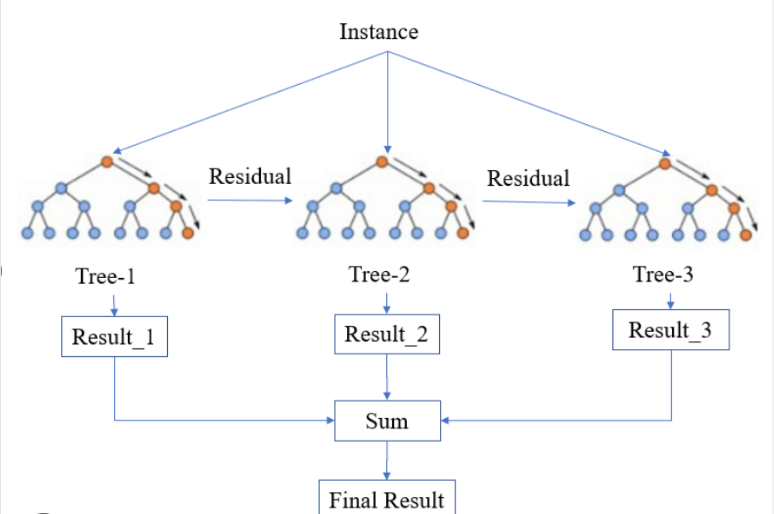 Instance
Residual
Residual
Tree-1
Tree-2
Tree-3
Result_1
Result_2
Result_3
Sum
Final Result